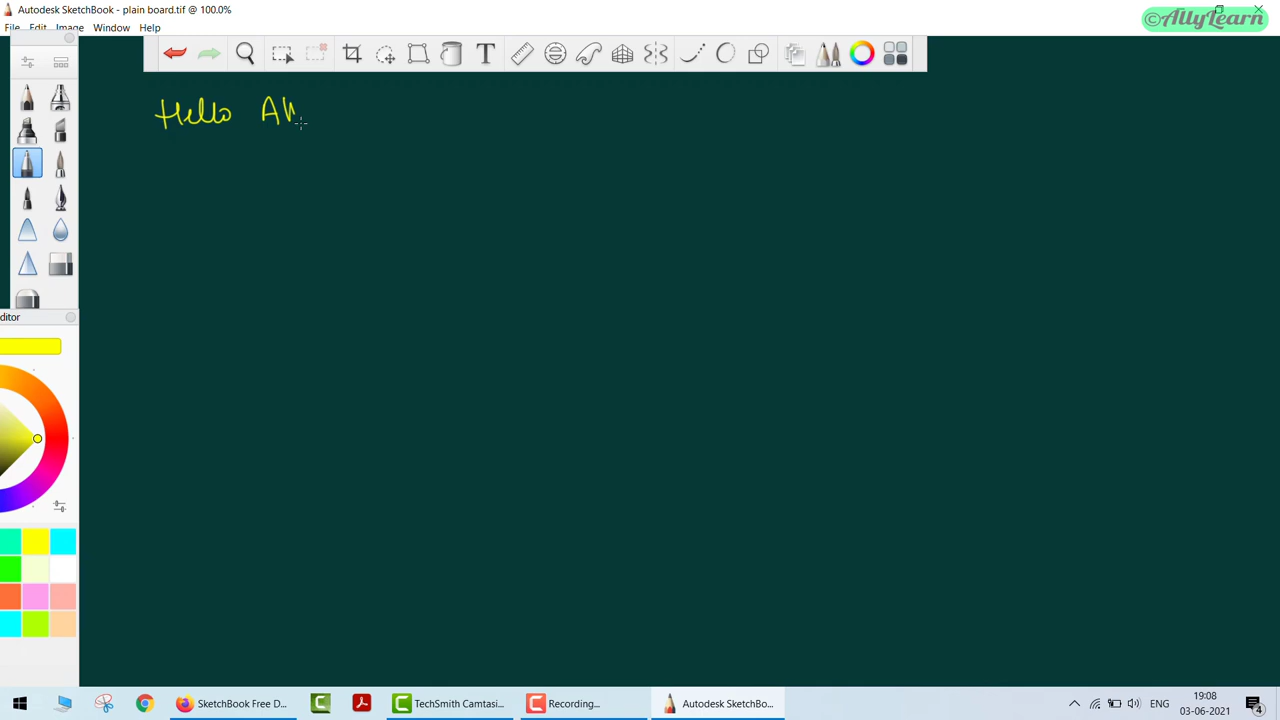 Autodesk SketchBook - plain board.tif @ 100.0%
©AllyLearn
File Edit Image Window Help
Hello
ditor
SketchBook Free D...
TechSmith Camtasi...
Recording...
Autodesk SketchBo...
ENG
19:08
03-06-2021
4